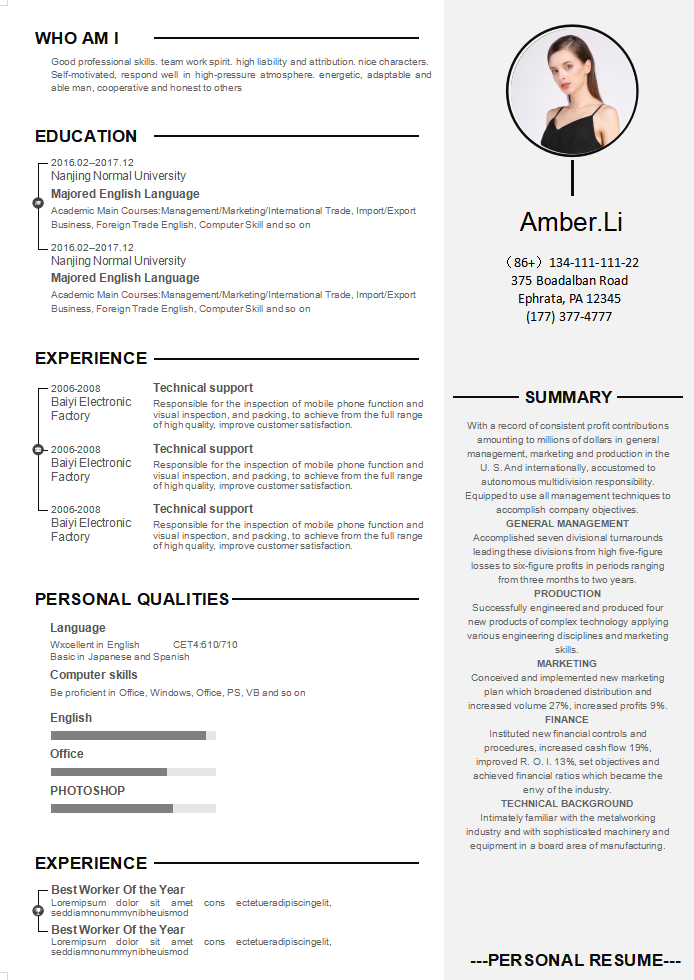 WHO AM I
Good professional skills. team work spirit. high liability and attribution. nice characters.
Self-motivated, respond well in high-pressure atmosphere. energetic, adaptable and
able man, cooperative and honest to others
EDUCATION
2016.02--2017.12
Nanjing Normal University
Majored English Language
Academic Main Courses:Management/Marketing/International Trade, Import/Export
Business, Foreign Trade English, Computer Skill and so on
2016.02--2017.12
Nanjing Normal University
Majored English Language
Academic Main Courses:Management/Marketing/International Trade, Import/Export
Business, Foreign Trade English, Computer Skill and so on
EXPERIENCE
2006-2008
Baiyi Electronic
Factory
Technical support
Responsible for the inspection of mobile phone function and
visual inspection, and packing, to achieve from the full range
of high quality, improve customer satisfaction.
2006-2008
Baiyi Electronic
Factory
Technical support
Responsible for the inspection of mobile phone function and
visual inspection, and packing, to achieve from the full range
of high quality, improve customer satisfaction.
2006-2008
Baiyi Electronic
Factory
Technical support
Responsible for the inspection of mobile phone function and
visual inspection, and packing, to achieve from the full range
of high quality, improve customer satisfaction.
PERSONAL QUALITIES
Language
Wxcellent in English CET4:610/710
Basic in Japanese and Spanish
Computer skills
Be proficient in Office, Windows, Office, PS, VB and so on
English
Office
PHOTOSHOP
EXPERIENCE
Best Worker Of the Year
Loremipsum dolor sit amet cons ectetueradipiscingelit,
seddiamnonummynibheuismod
Best Worker Of the Year
Loremipsum dolor sit amet cons ectetueradipiscingelit,
seddiamnonummynibheuismod
Amber.Li
（86+）134-111-111-22
375 Boadalban Road
Ephrata, PA 12345
(177) 377-4777
SUMMARY
With a record of consistent profit contributions
amounting to millions of dollars in general
management, marketing and production in the
U. S. And internationally, accustomed to
autonomous multidivision responsibility.
Equipped to use all management techniques to
accomplish company objectives.
GENERAL MANAGEMENT
Accomplished seven divisional turnarounds
leading these divisions from high five-figure
losses to six-figure profits in periods ranging
from three months to two years.
PRODUCTION
Successfully engineered and produced four
new products of complex technology applying
various engineering disciplines and marketing
skills.
MARKETING
Conceived and implemented new marketing
plan which broadened distribution and
increased volume 27%, increased profits 9%.
FINANCE
Instituted new financial controls and
procedures, increased cash flow 19%,
improved R. O. I. 13%, set objectives and
achieved financial ratios which became the
envy of the industry.
TECHNICAL BACKGROUND
Intimately familiar with the metalworking
industry and with sophisticated machinery and
equipment in a board area of manufacturing.
---PERSONAL RESUME---